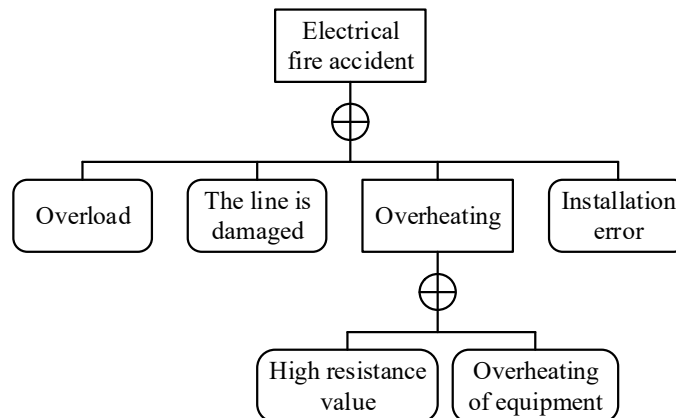 Electrical
fire accident
Overload
The line is
damaged
Overheating
Installation
error
High resistance
value
Overheating
of equipment